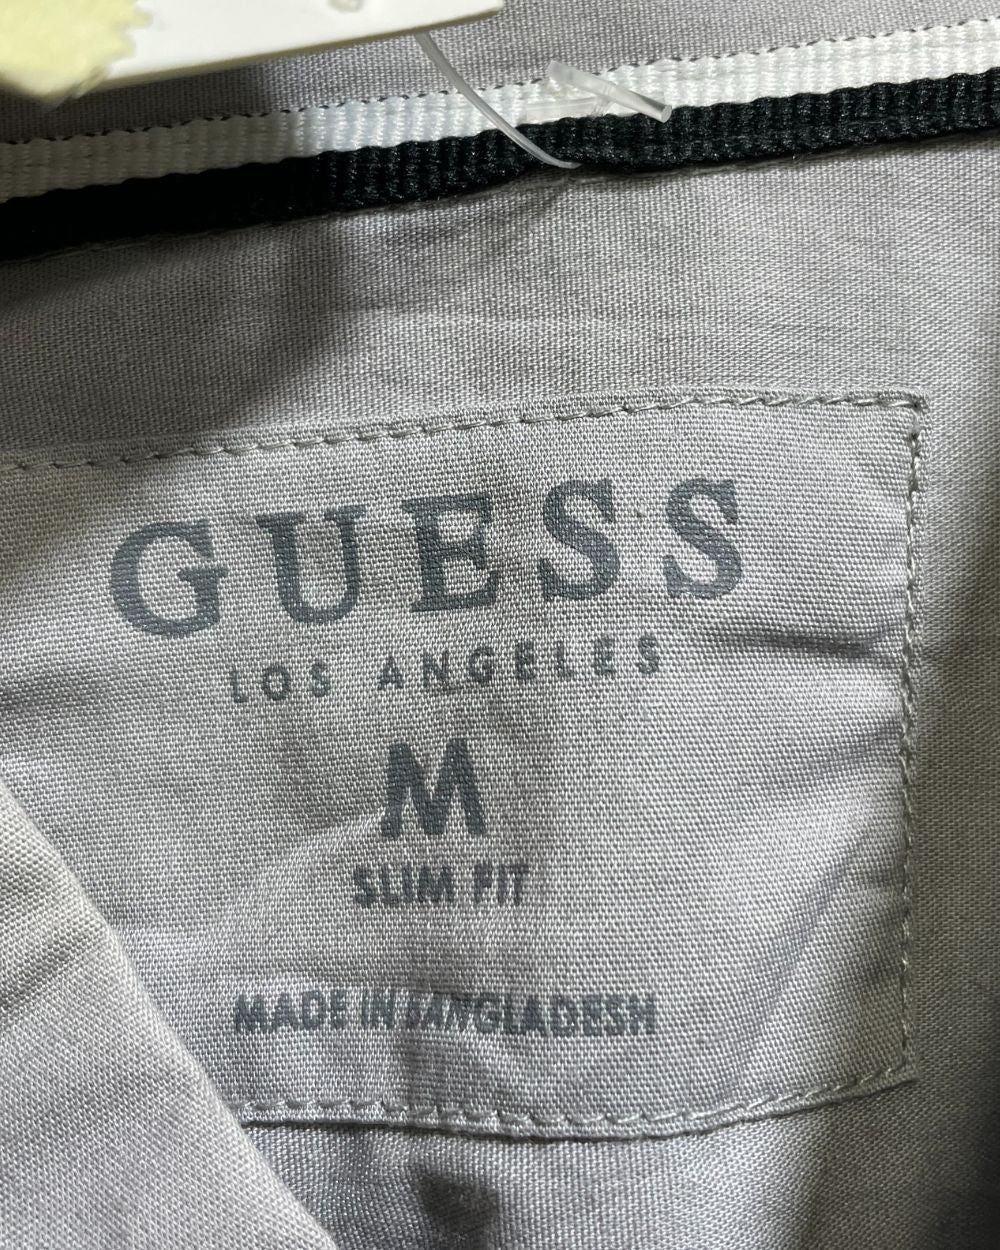 GUESS
LOS ANGELES
M
SLIM FIT
MADE IN BANGLADESH